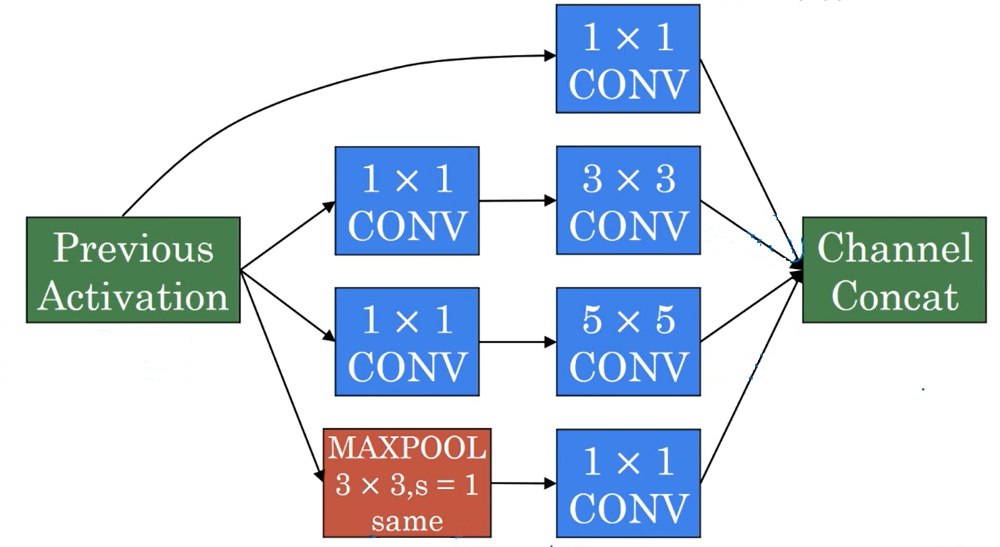 1 × 1
CONV
1 × 1
CONV
3 × 3
CONV
Previous
Activation
Channel
Concat
1 × 1
CONV
5 × 5
CONV
MAXPOOL
3 × 3,s = 1
same
1 × 1
CONV